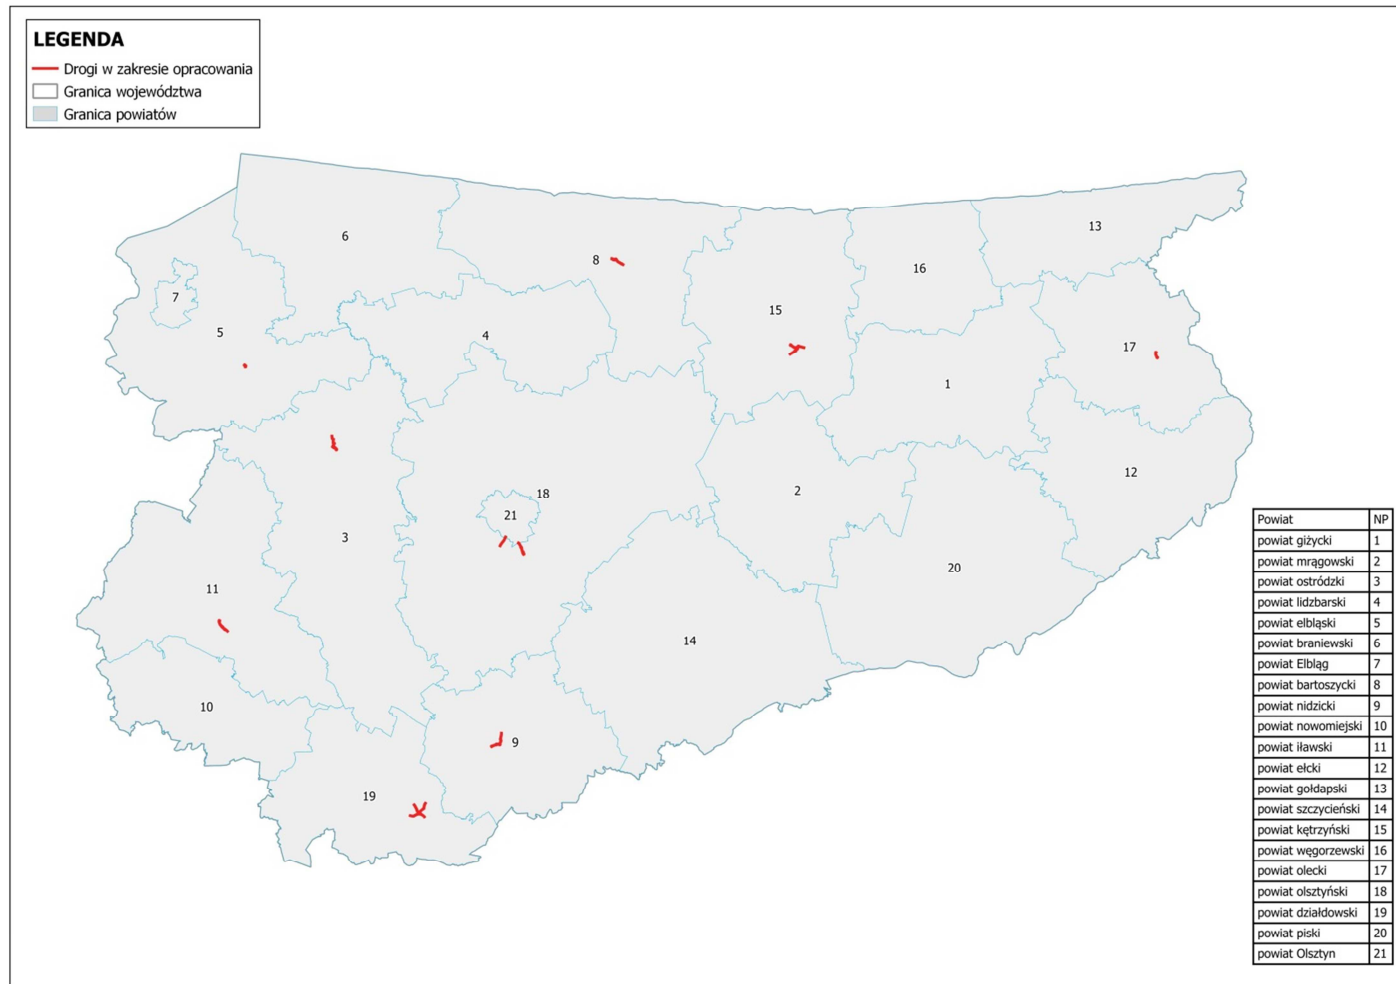 LEGENDA
Drogi w zakresie opracowania
Granica województwa
Granica powiatów
6
13
8
16
7
15
5
4
17
1
12
2
18
21
3
20
11
14
10
9
19
Powiat NP
powiat giżycki 1
powiat mrągowski 2
powiat ostródzki 3
powiat lidzbarski 4
powiat elbląski 5
powiat braniewski 6
powiat Elbląg 7
powiat bartoszycki 8
powiat nidzicki 9
powiat nowomiejski 10
powiat iławski 11
powiat ełcki 12
powiat gołdapski 13
powiat szczycieński 14
powiat kętrzyński 15
powiat węgorzewski 16
powiat olecki 17
powiat olsztyński 18
powiat działdowski 19
powiat piski 20
powiat Olsztyn 21